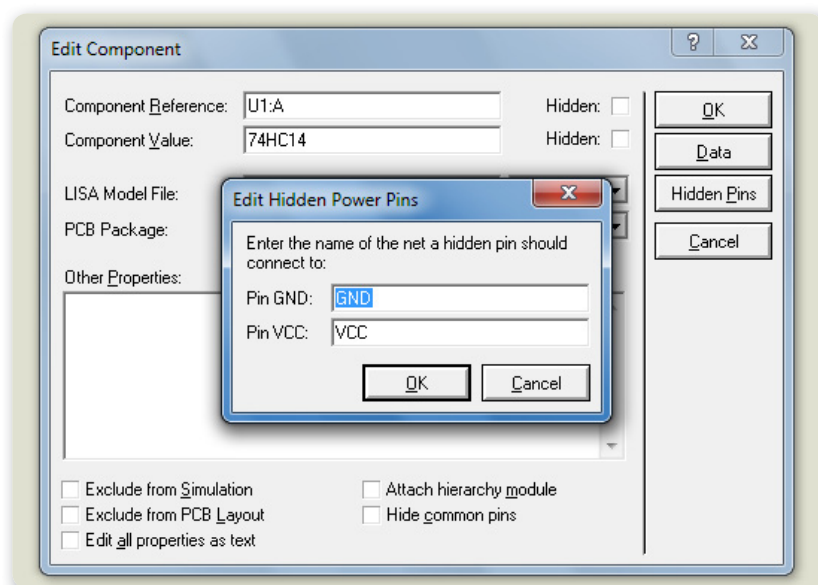 Edit Component
Component Reference: U1:A Hidden:
Component Value: 74HC14 Hidden:
LISA Model File:
PCB Package:
Other Properties:
OK
Data
Hidden Pins
Cancel
Edit Hidden Power Pins
Enter the name of the net a hidden pin should
connect to:
Pin GND: GND
Pin VCC: VCC
OK Cancel
Exclude from Simulation Attach hierarchy module
Exclude from PCB Layout Hide common pins
Edit all properties as text